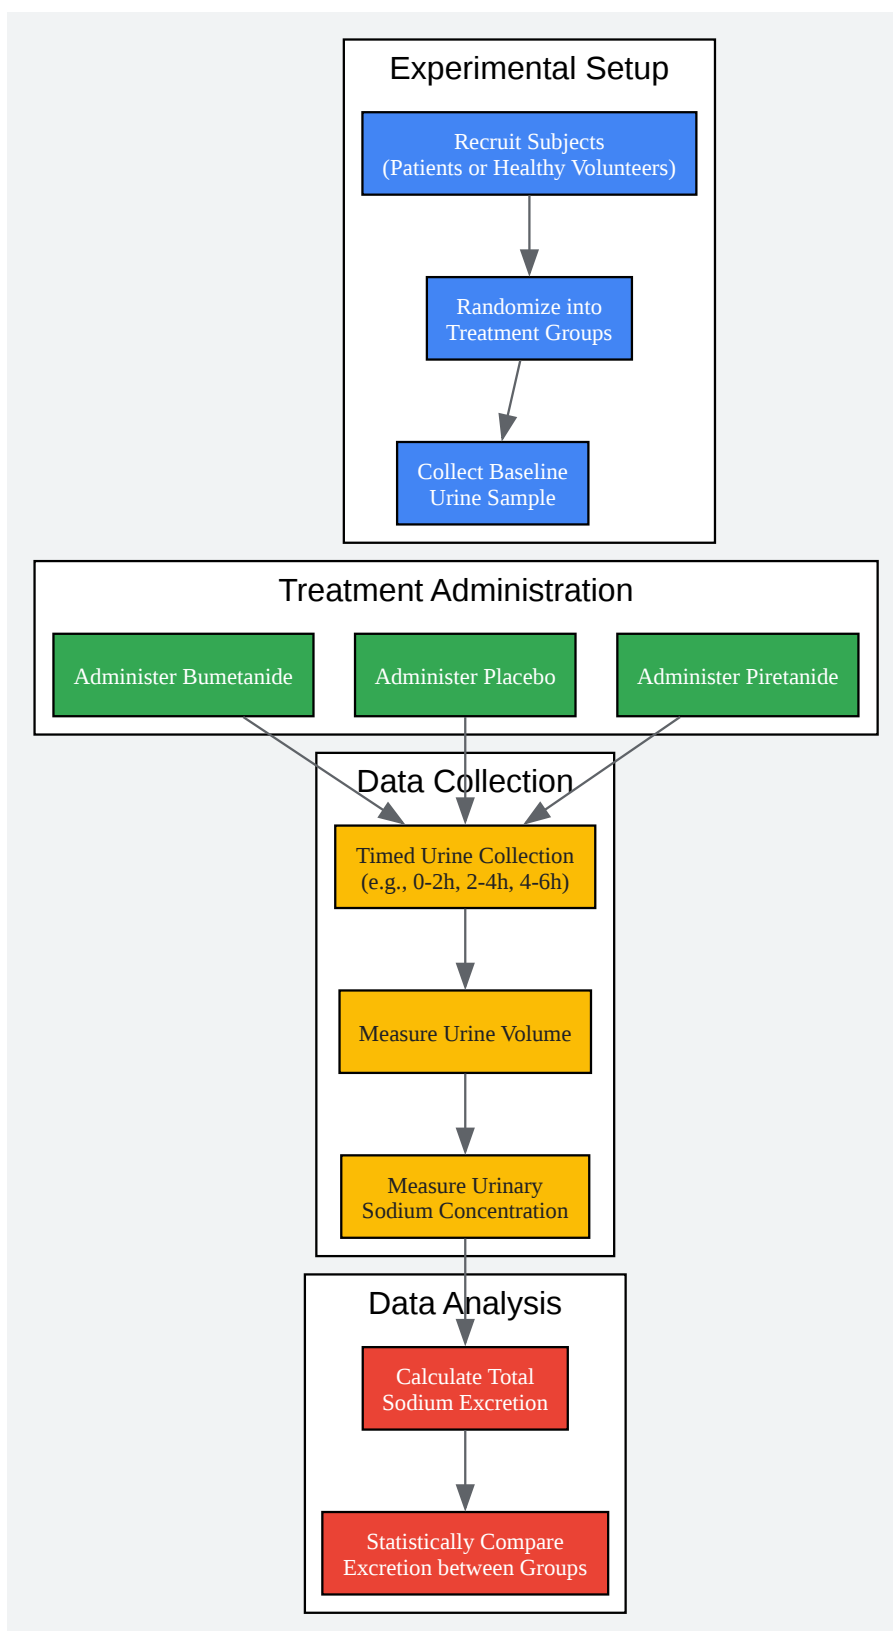 Experimental Setup
Recruit Subjects
(Patients or Healthy Volunteers)
Randomize into
Treatment Groups
Collect Baseline
Urine Sample
Treatment Administration
Administer Bumetanide
Administer Placebo
Administer Piretanide
Data Collection
Timed Urine Collection
(e.g., 0-2h, 2-4h, 4-6h)
Measure Urine Volume
Measure Urinary
Sodium Concentration
Data Analysis
Calculate Total
Sodium Excretion
Statistically Compare
Excretion between Groups